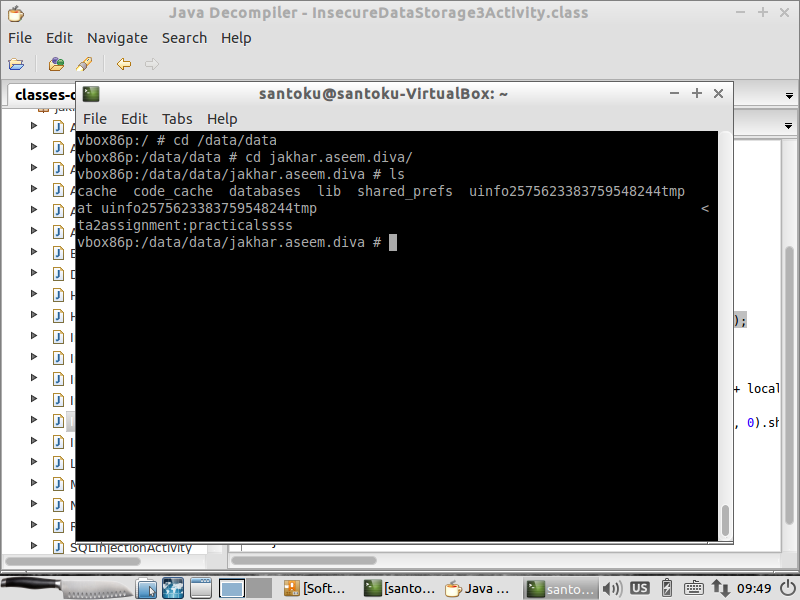 Java Decompiler - InsecureDataStorage3Activity.class
File Edit Navigate Search Help
santoku@santoku-VirtualBox: ~
File Edit Tabs Help
vbox86p:/ # cd /data/data
vbox86p:/data/data # cd jakhar.aseem.diva/
vbox86p:/data/data/jakhar.aseem.diva # ls
cache code_cache databases lib shared_prefs uinfo2575623383759548244tmp
at uinfo2575623383759548244tmp <
ta2assignment:practicalssss
vbox86p:/data/data/jakhar.aseem.diva #
);
+ local
, 0).sh
SQLInjectionActivity
[Soft... [santo... Java ... santo... US 09:49